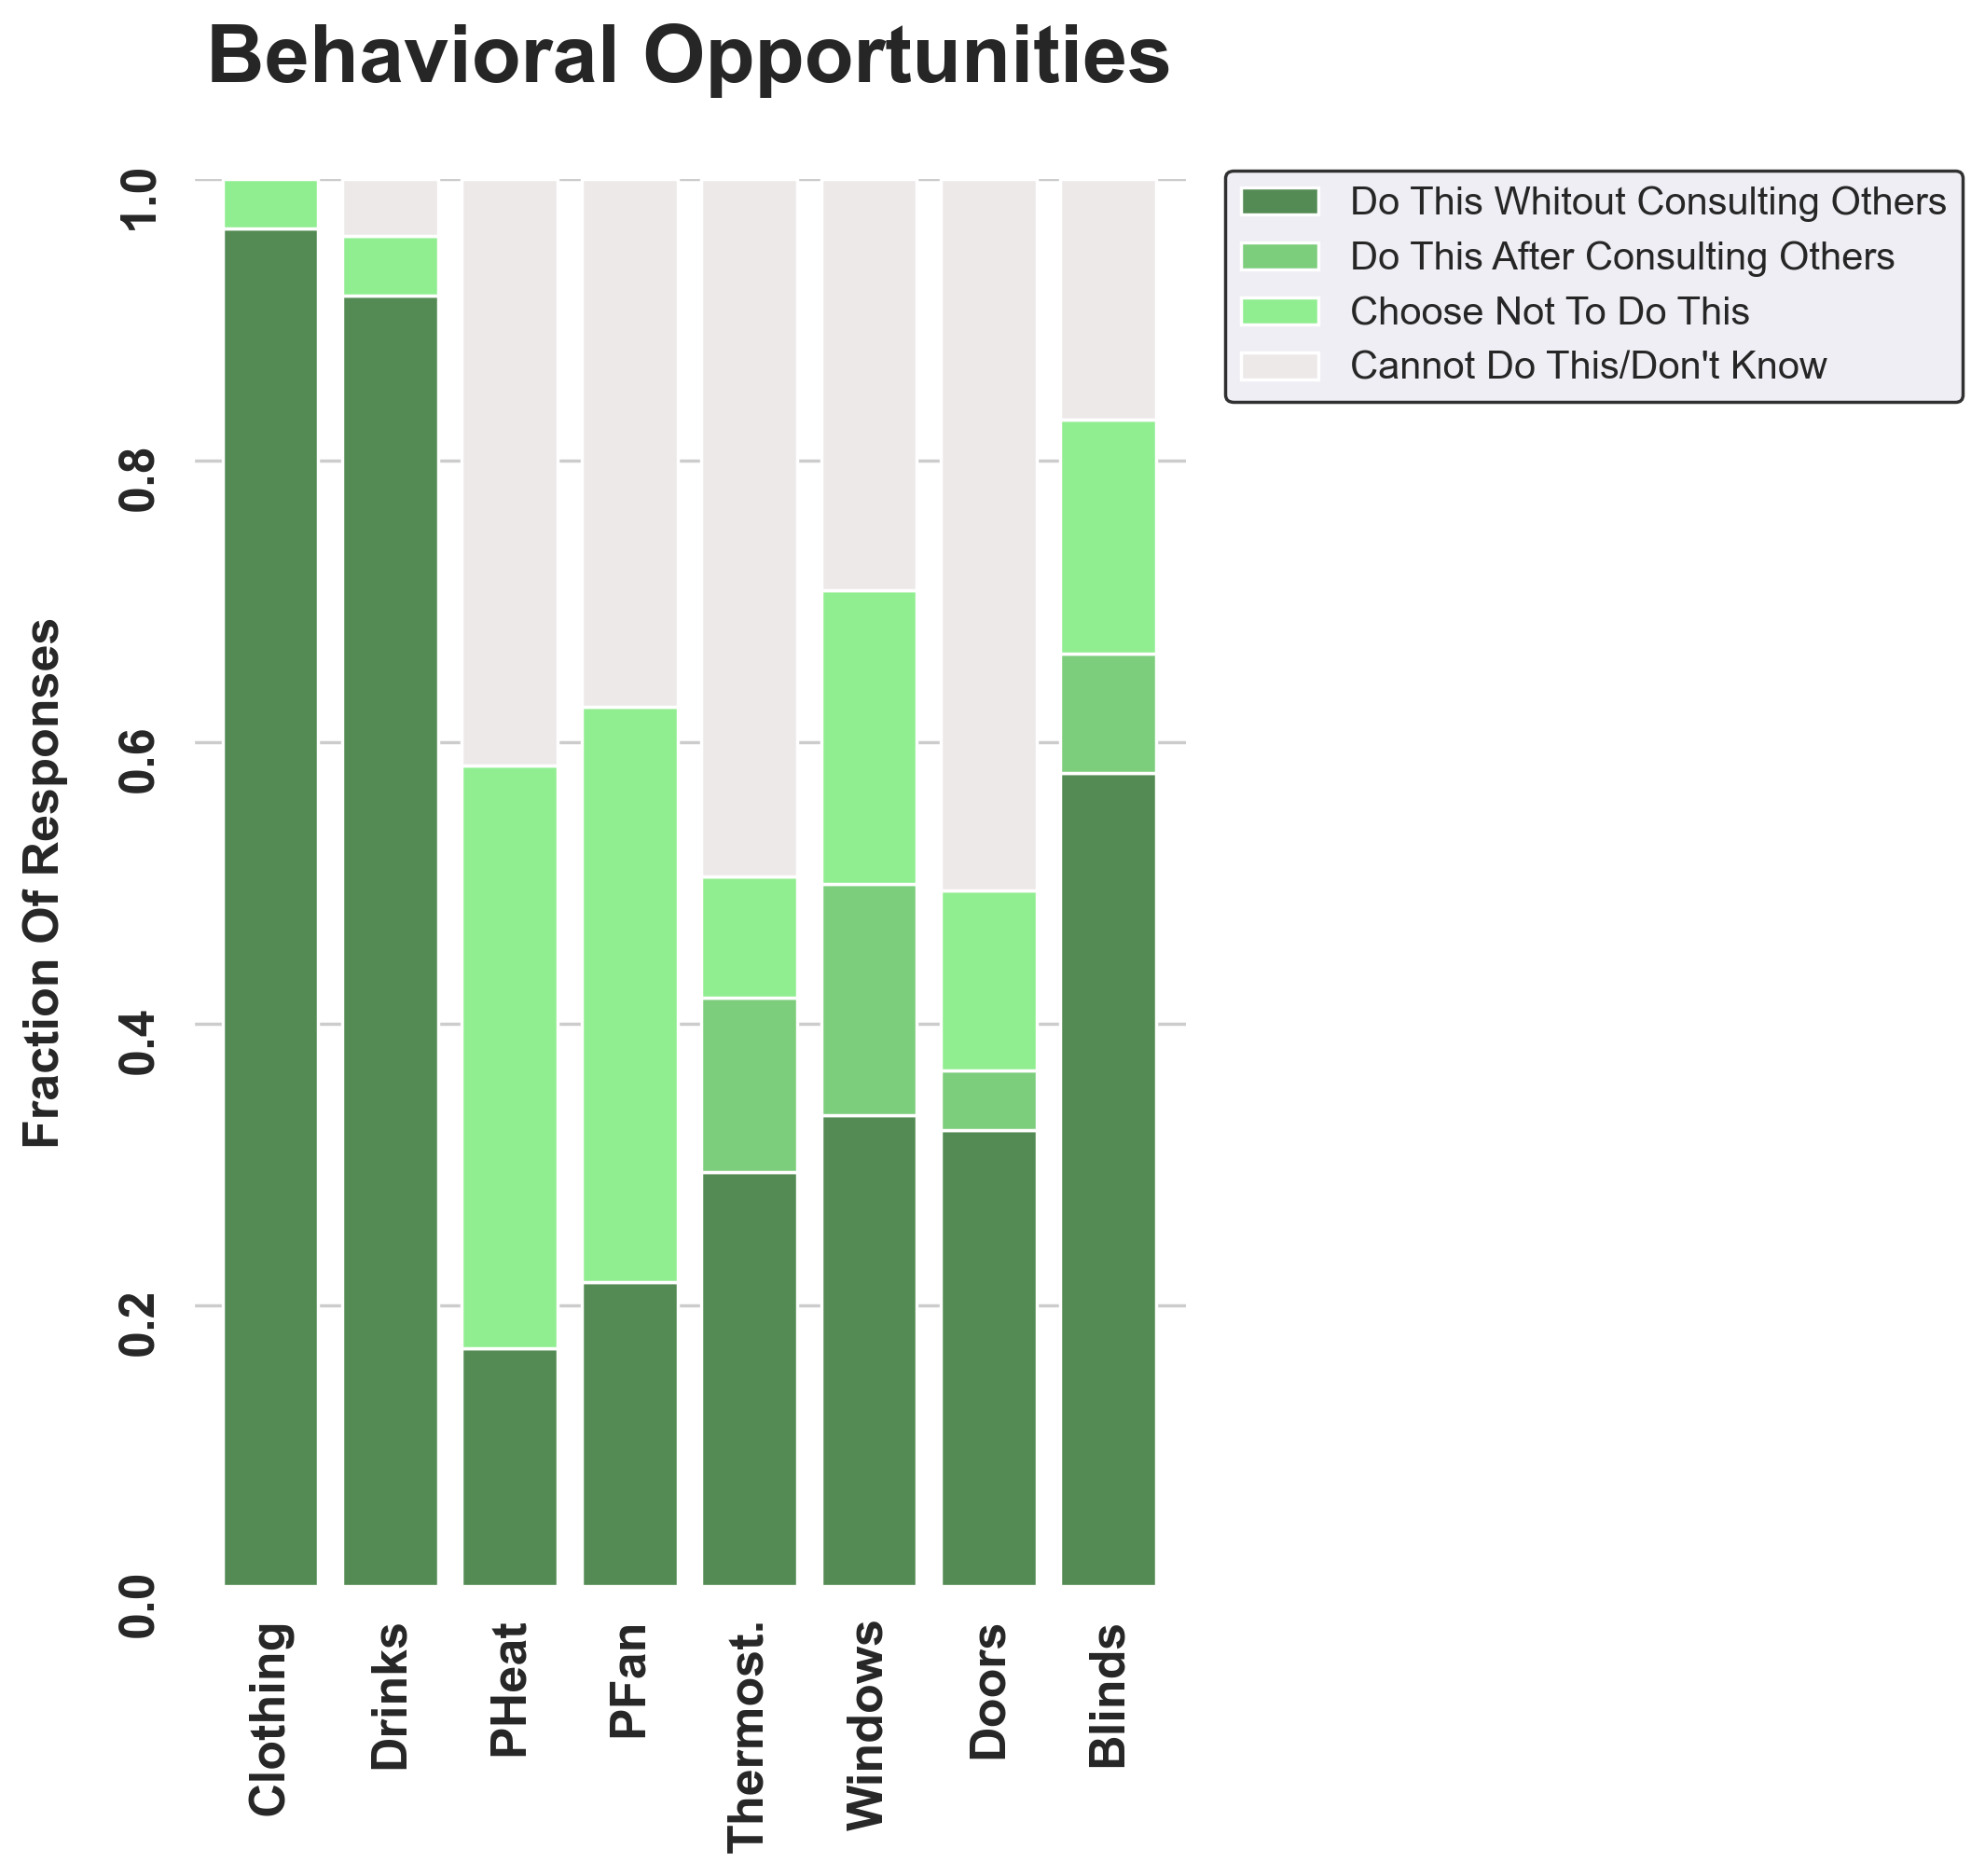 Behavioral Opportunities
Fraction Of Responses
1.0
0.8
0.6
0.4
0.2
0.0
Clothing
Drinks
PHeat
PFan
Thermost.
Windows
Doors
Blinds
Do This Whitout Consulting Others
Do This After Consulting Others
Choose Not To Do This
Cannot Do This/Don't Know